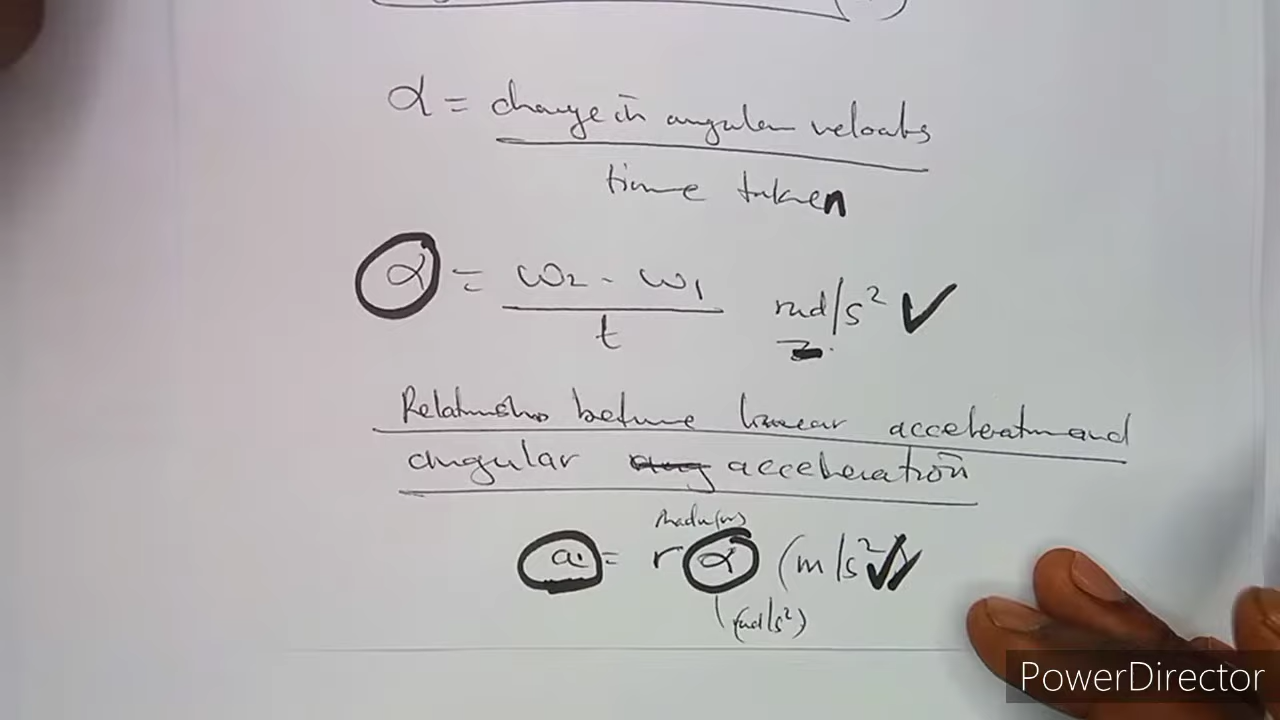 α = change in angular velocity
time taken
α = ω2 - ω1
t
rad/s²
Relationship between linear acceleration and
angular acceleration
radius(m)
a = r α (m/s²)
(rad/s²)
PowerDirector